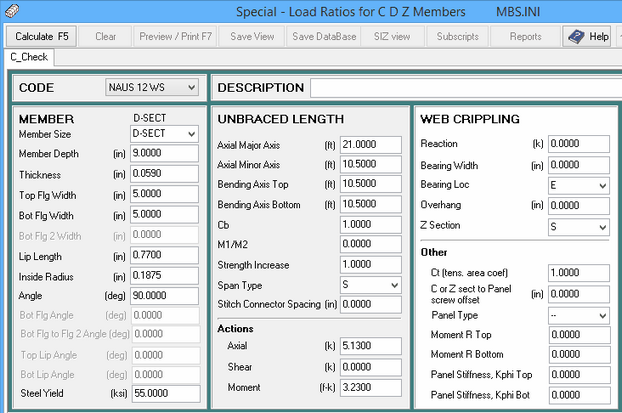 Special - Load Ratios for C D Z Members MBS.INI
Calculate F5 Clear Preview / Print F7 Save View Save DataBase SIZ view Subscripts Reports Help
C_Check
CODE NAUS 12 WS DESCRIPTION
MEMBER D-SECT
Member Size D-SECT
Member Depth (in) 9.0000
Thickness (in) 0.0590
Top Flg Width (in) 5.0000
Bot Flg Width (in) 5.0000
Bot Flg 2 Width (in) 0.0000
Lip Length (in) 0.7700
Inside Radius (in) 0.1875
Angle (deg) 90.0000
Bot Flg Angle (deg) 0.0000
Bot Flg to Flg 2 Angle (deg) 0.0000
Top Lip Angle (deg) 0.0000
Bot Lip Angle (deg) 0.0000
Steel Yield (ksi) 55.0000
UNBRACED LENGTH
Axial Major Axis (ft) 21.0000
Axial Minor Axis (ft) 10.5000
Bending Axis Top (ft) 10.5000
Bending Axis Bottom (ft) 10.5000
Cb 1.0000
M1/M2 0.0000
Strength Increase 1.0000
Span Type S
Stitch Connector Spacing (in) 0.0000
Actions
Axial (k) 5.1300
Shear (k) 0.0000
Moment (f-k) 3.2300
WEB CRIPPLING
Reaction (k) 0.0000
Bearing Width (in) 0.0000
Bearing Loc E
Overhang (in) 0.0000
Z Section S
Other
Ct (tens. area coef) 1.0000
C or Z sect to Panel
screw offset (in) 0.0000
Panel Type --
Moment R Top 0.0000
Moment R Bottom 0.0000
Panel Stiffness, Kphi Top 0.0000
Panel Stiffness, Kphi Bot 0.0000